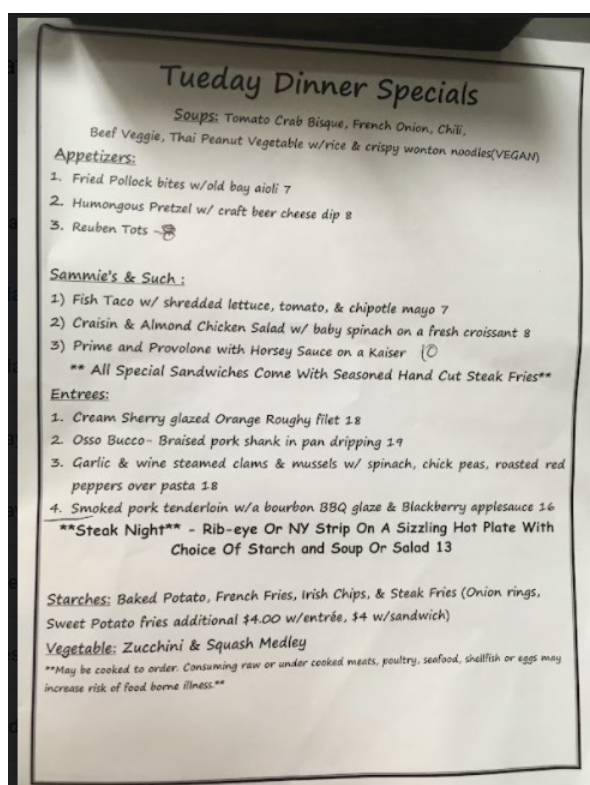 Tueday Dinner Specials
Soups: Tomato Crab Bisque, French Onion, Chili,
Beef Veggie, Thai Peanut Vegetable w/rice & crispy wonton noodles(VEGAN)
Appetizers:
1. Fried Pollock bites w/old bay aioli 7
2. Humongous Pretzel w/ craft beer cheese dip 8
3. Reuben Tots -
Sammie's & Such :
1) Fish Taco w/ shredded lettuce, tomato, & chipotle mayo 7
2) Craisin & Almond Chicken Salad w/ baby spinach on a fresh croissant 8
3) Prime and Provolone with Horsey Sauce on a Kaiser 10
** All Special Sandwiches Come With Seasoned Hand Cut Steak Fries**
Entrees:
1. Cream Sherry glazed Orange Roughy filet 18
2. Osso Bucco- Braised pork shank in pan dripping 19
3. Garlic & wine steamed clams & mussels w/ spinach, chick peas, roasted red
peppers over pasta 18
4. Smoked pork tenderloin w/a bourbon BBQ glaze & Blackberry applesauce 16
**Steak Night** - Rib-eye Or NY Strip On A Sizzling Hot Plate With
Choice Of Starch and Soup Or Salad 13
Starches: Baked Potato, French Fries, Irish Chips, & Steak Fries (Onion rings,
Sweet Potato fries additional $4.00 w/entrée, $4 w/sandwich)
Vegetable: Zucchini & Squash Medley
**May be cooked to order. Consuming raw or under cooked meats, poultry, seafood, shellfish or eggs may
increase risk of food borne illness.**